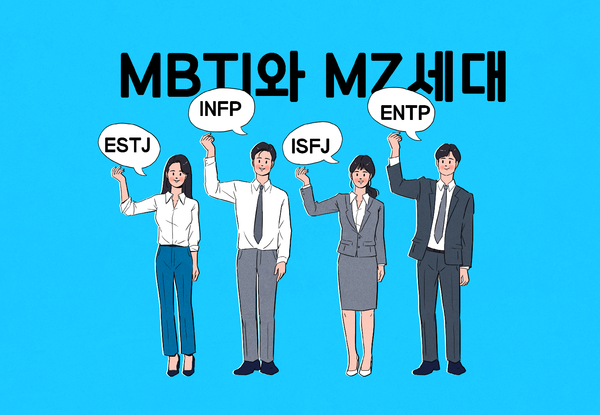 MBTI와 MZ세대
INFP
ENTP
ESTJ
ISFJ